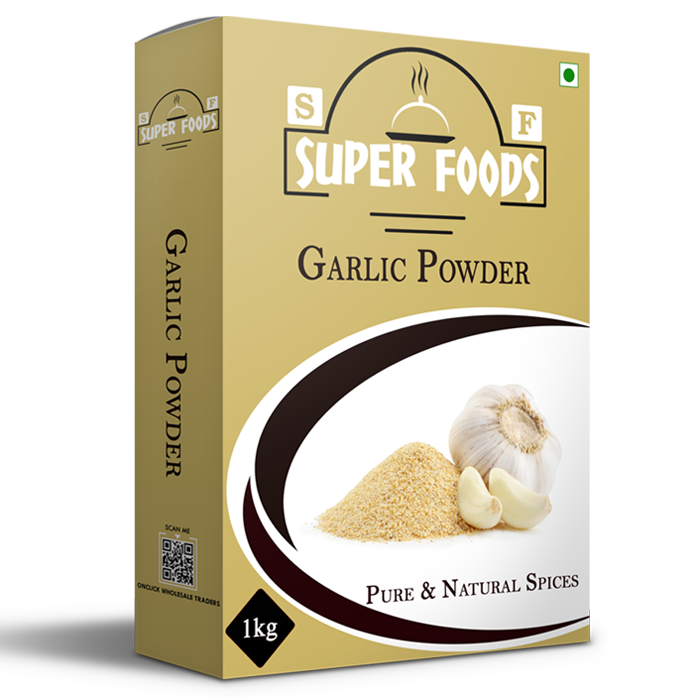 S F
SUPER FOODS
GARLIC POWDER
PURE & NATURAL SPICES
1kg
S F
SUPER FOODS
GARLIC POWDER
SCAN ME
ONCLICK WHOLESALE TRADERS